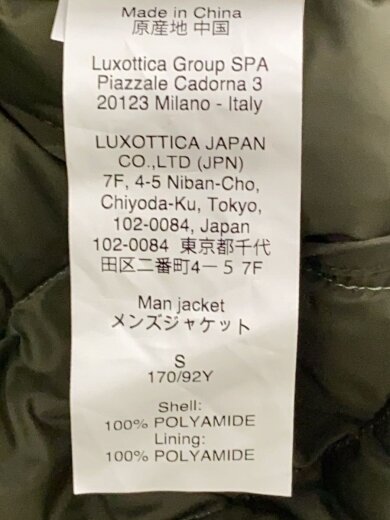 Made in China
原産地 中国
Luxottica Group SPA
Piazzale Cadorna 3
20123 Milano - Italy
LUXOTTICA JAPAN
CO.,LTD (JPN)
7F, 4-5 Niban-Cho,
Chiyoda-Ku, Tokyo,
102-0084, Japan
102-0084 東京都千代
田区二番町4－5 7F
Man jacket
メンズジャケット
S
170/92Y
Shell:
100% POLYAMIDE
Lining:
100% POLYAMIDE